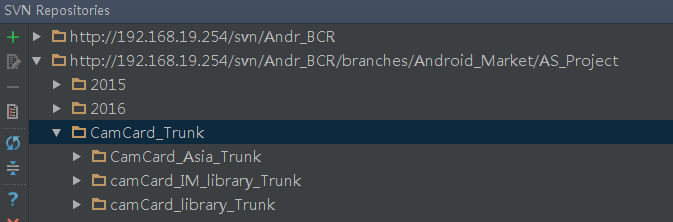 SVN Repositories
http://192.168.19.254/svn/Andr_BCR
http://192.168.19.254/svn/Andr_BCR/branches/Android_Market/AS_Project
2015
2016
CamCard_Trunk
CamCard_Asia_Trunk
camCard_IM_library_Trunk
camCard_library_Trunk